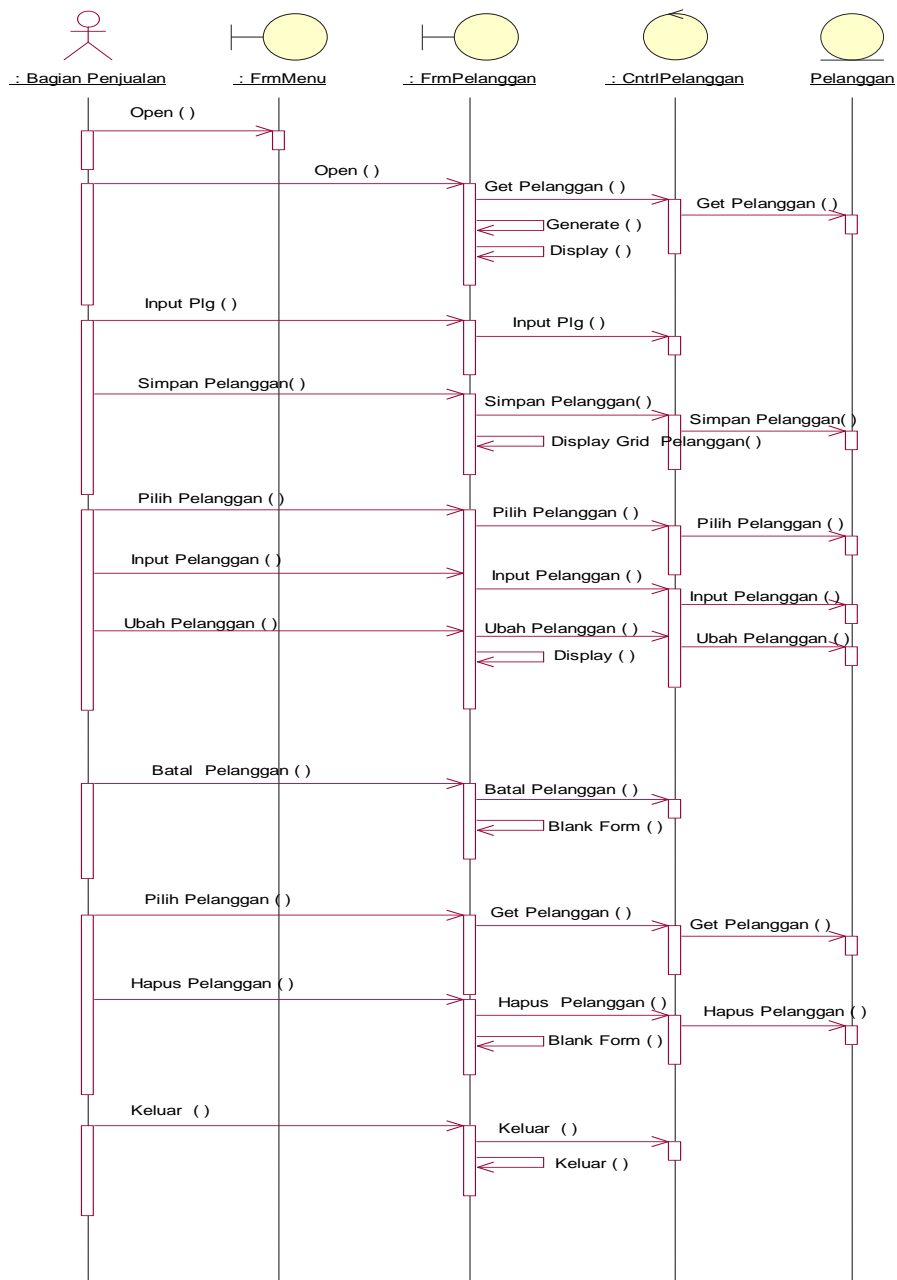 : Bagian Penjualan
: FrmMenu
: FrmPelanggan
: CntrlPelanggan
Pelanggan
Open ( )
Open ( )
Get Pelanggan ( )
Get Pelanggan ( )
Generate ( )
Display ( )
Input Plg ( )
Input Plg ( )
Simpan Pelanggan( )
Simpan Pelanggan( )
Simpan Pelanggan( )
Display Grid Pelanggan( )
Pilih Pelanggan ( )
Pilih Pelanggan ( )
Pilih Pelanggan ( )
Input Pelanggan ( )
Input Pelanggan ( )
Input Pelanggan ( )
Ubah Pelanggan ( )
Ubah Pelanggan ( )
Ubah Pelanggan ( )
Display ( )
Batal Pelanggan ( )
Batal Pelanggan ( )
Blank Form ( )
Pilih Pelanggan ( )
Get Pelanggan ( )
Get Pelanggan ( )
Hapus Pelanggan ( )
Hapus Pelanggan ( )
Hapus Pelanggan ( )
Blank Form ( )
Keluar ( )
Keluar ( )
Keluar ( )